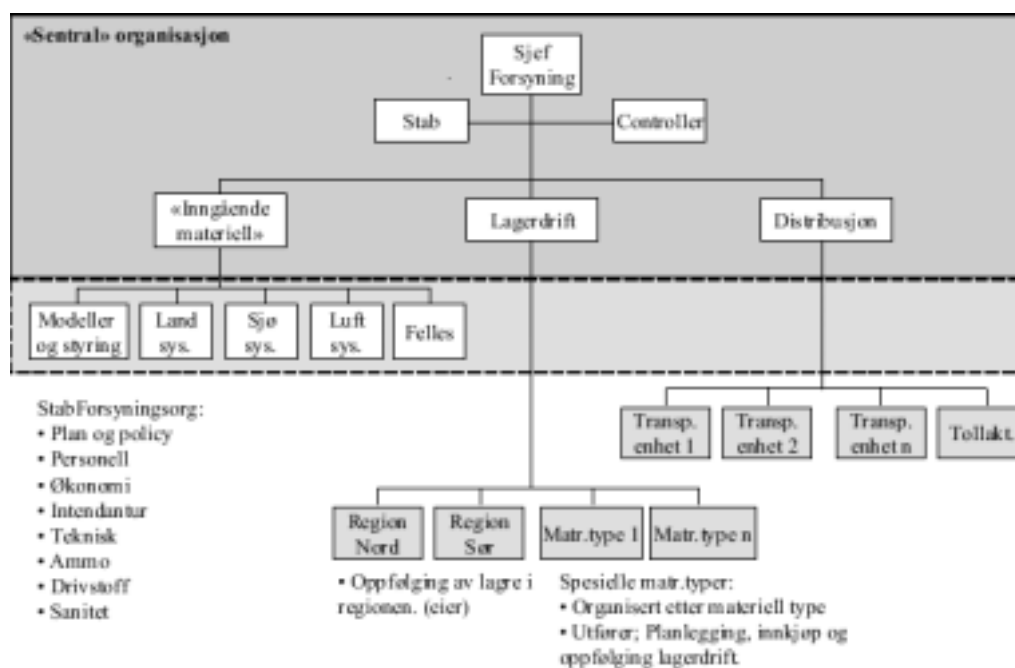 «Sentral» organisasjon
Sjef
Forsyning
Stab
Controller
«Inngående
materiell»
Lagerdrift
Distribusjon
Modeller
og styring
Land
sys.
Sjø
sys.
Luft
sys.
Felles
Transp.
enhet 1
Transp.
enhet 2
Transp.
enhet n
Tollakt.
StabForsyningsorg:
• Plan og policy
• Personell
• Økonomi
• Intendantur
• Teknisk
• Ammo
• Drivstoff
• Sanitet
Region
Nord
Region
Sør
Matr.type 1
Matr.type n
• Oppfølging av lagre i
regionen. (eier)
Spesielle matr.typer:
• Organisert etter materiell type
• Utfører; Planlegging, innkjøp og
oppfølging lagerdrift.